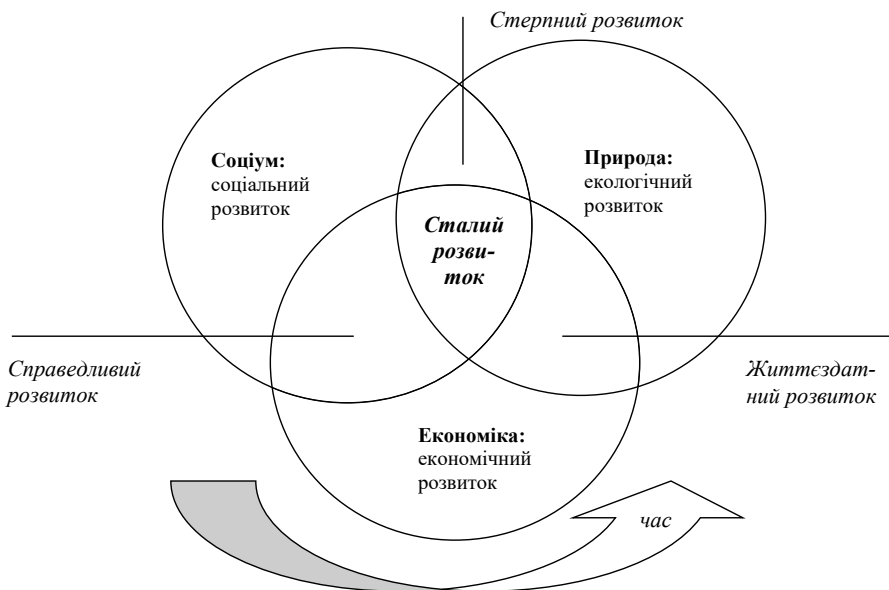 Стерпний розвиток
Соціум:
соціальний
розвиток
Природа:
екологічний
розвиток
Сталий
розви-
ток
Справедливий
розвиток
Життєздат-
ний розвиток
Економіка:
економічний
розвиток
час